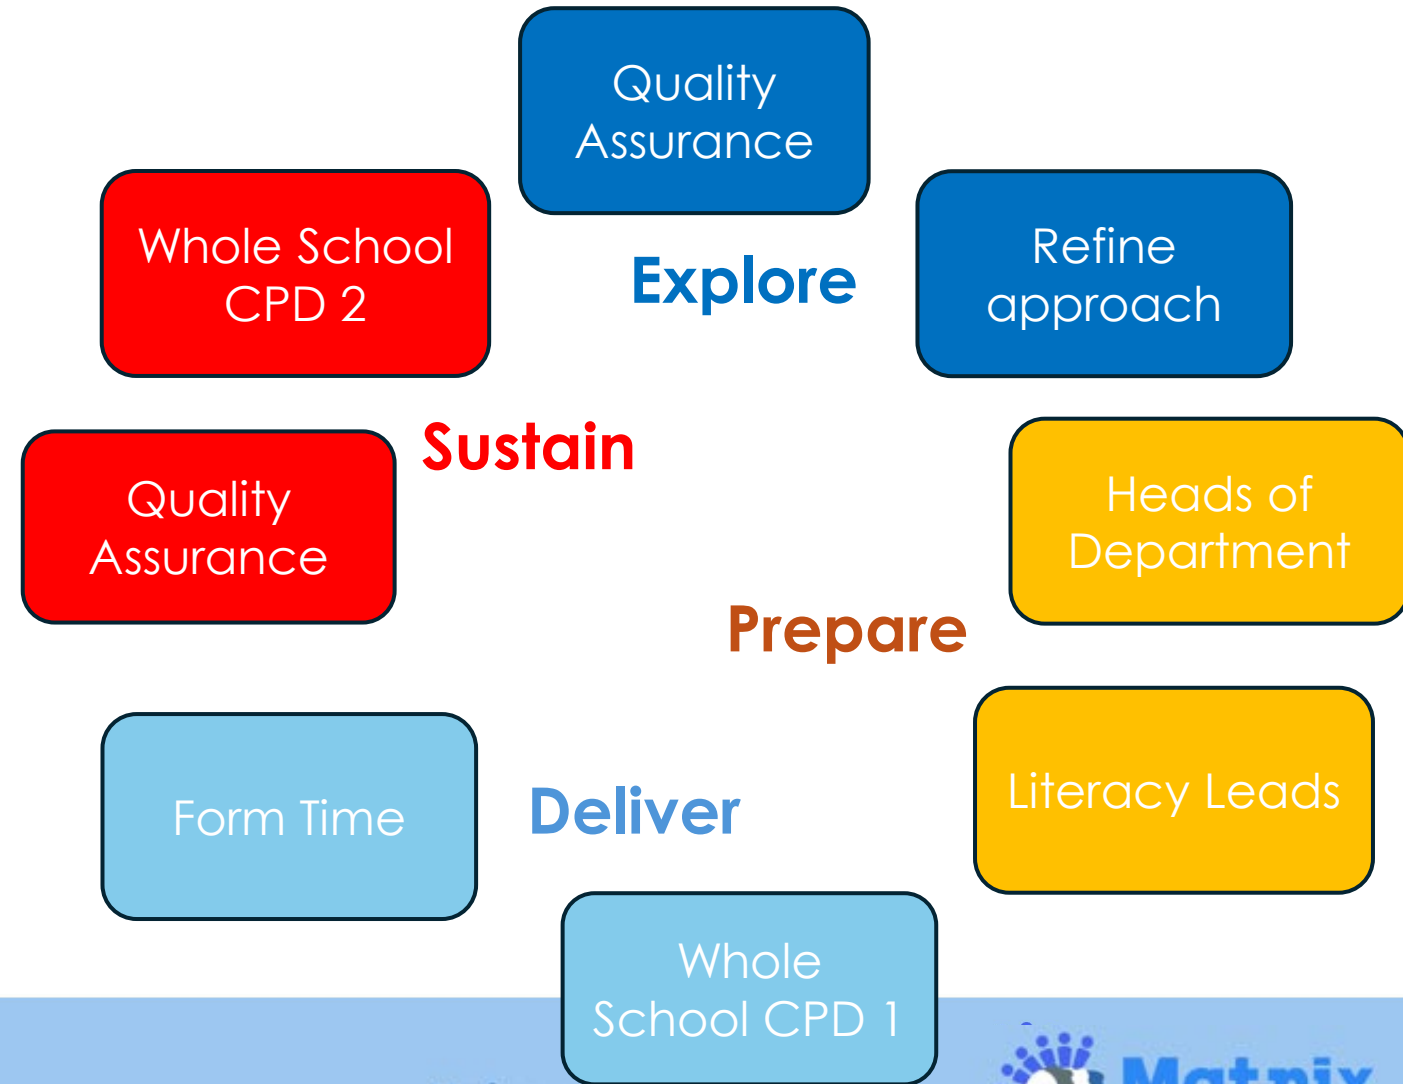 Quality
Assurance
Whole School
CPD 2
Explore
Refine
approach
Sustain
Quality
Assurance
Heads of
Department
Prepare
Form Time
Deliver
Literacy Leads
Whole
School CPD 1